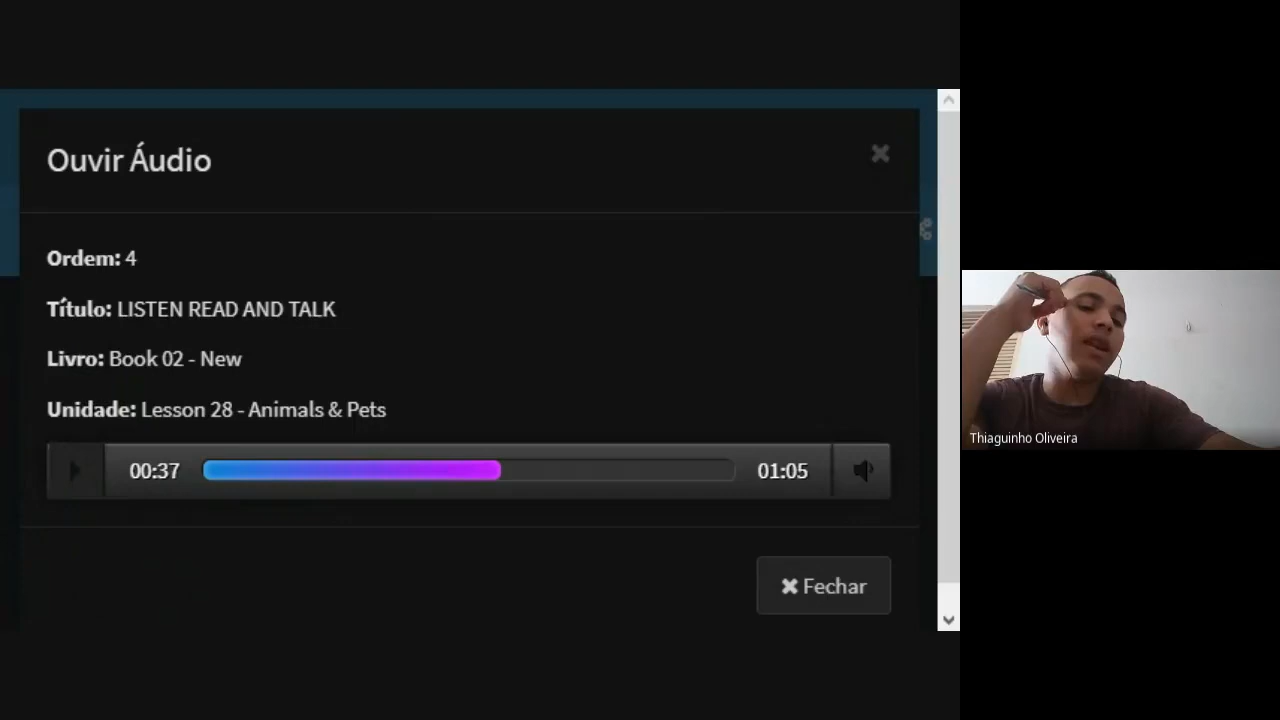 Ouvir Áudio
Ordem: 4
Título: LISTEN READ AND TALK
Livro: Book 02 - New
Unidade: Lesson 28 - Animals & Pets
00:37
01:05
Fechar
Thiaguinho Oliveira